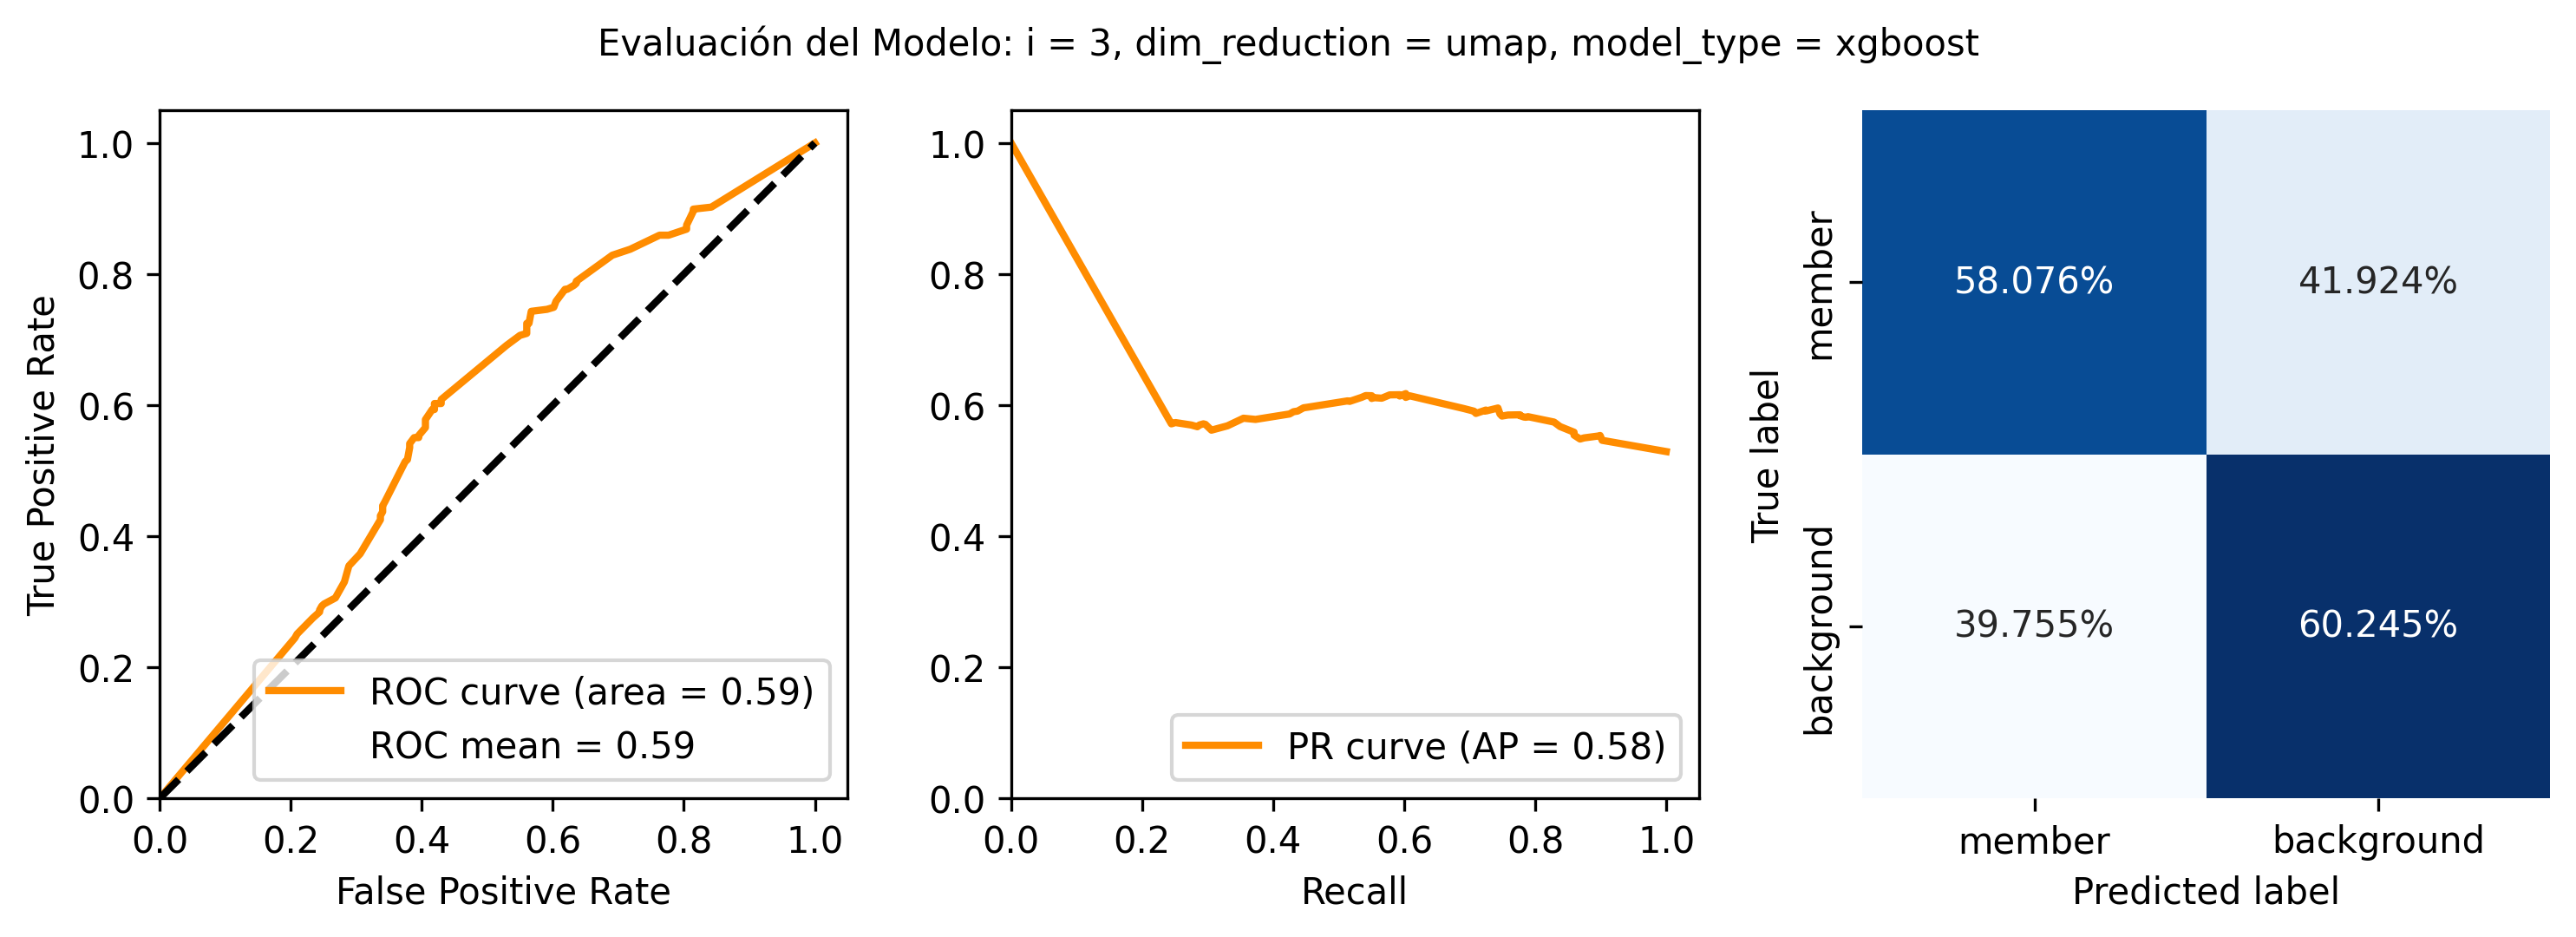 Evaluación del Modelo: i = 3, dim_reduction = umap, model_type = xgboost
True Positive Rate
1.0
0.8
0.6
0.4
0.2
0.0
ROC curve (area = 0.59)
ROC mean = 0.59
0.0 0.2 0.4 0.6 0.8 1.0
False Positive Rate
1.0
0.8
0.6
0.4
0.2
0.0
PR curve (AP = 0.58)
0.0 0.2 0.4 0.6 0.8 1.0
Recall
True label
member
background
58.076% 41.924%
39.755% 60.245%
member background
Predicted label